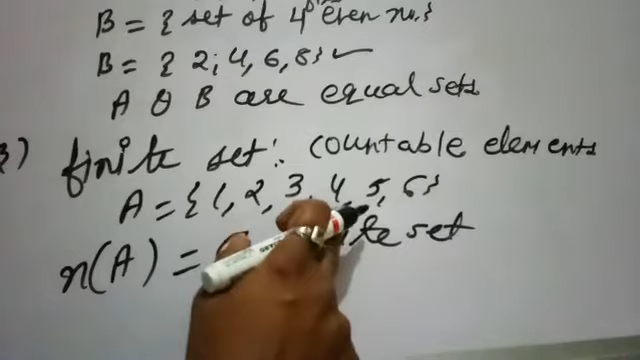 B = { set of 4 even no.}
B = { 2, 4, 6, 8} ✓
A & B are equal sets
3) finite set: Countable elements
A = {1, 2, 3, 4, 5, 6}
n(A) = set